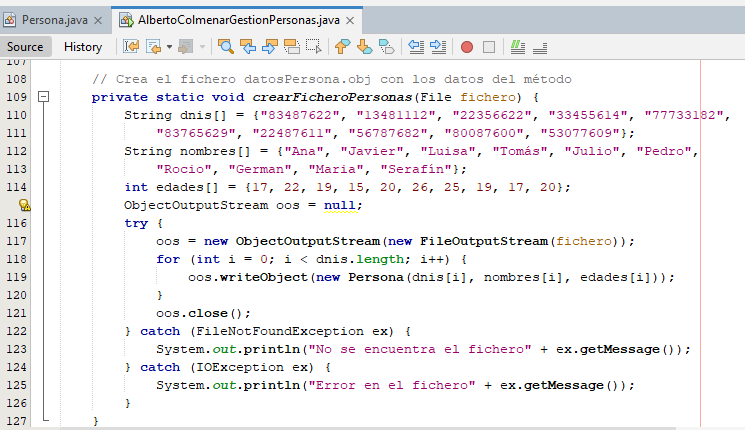 Persona.java × AlbertoColmenarGestionPersonas.java ×
Source History
107
108 // Crea el fichero datosPersona.obj con los datos del método
109 private static void crearFicheroPersonas(File fichero) {
110 String dnis[] = {"83487622", "13481112", "22356622", "33455614", "77733182",
111 "83765629", "22487611", "56787682", "80087600", "53077609"};
112 String nombres[] = {"Ana", "Javier", "Luisa", "Tomás", "Julio", "Pedro",
113 "Rocio", "German", "Maria", "Serafín"};
114 int edades[] = {17, 22, 19, 15, 20, 26, 25, 19, 17, 20};
ObjectOutputStream oos = null;
116 try {
117 oos = new ObjectOutputStream(new FileOutputStream(fichero));
118 for (int i = 0; i < dnis.length; i++) {
119 oos.writeObject(new Persona(dnis[i], nombres[i], edades[i]));
120 }
121 oos.close();
122 } catch (FileNotFoundException ex) {
123 System.out.println("No se encuentra el fichero" + ex.getMessage());
124 } catch (IOException ex) {
125 System.out.println("Error en el fichero" + ex.getMessage());
126 }
127 }